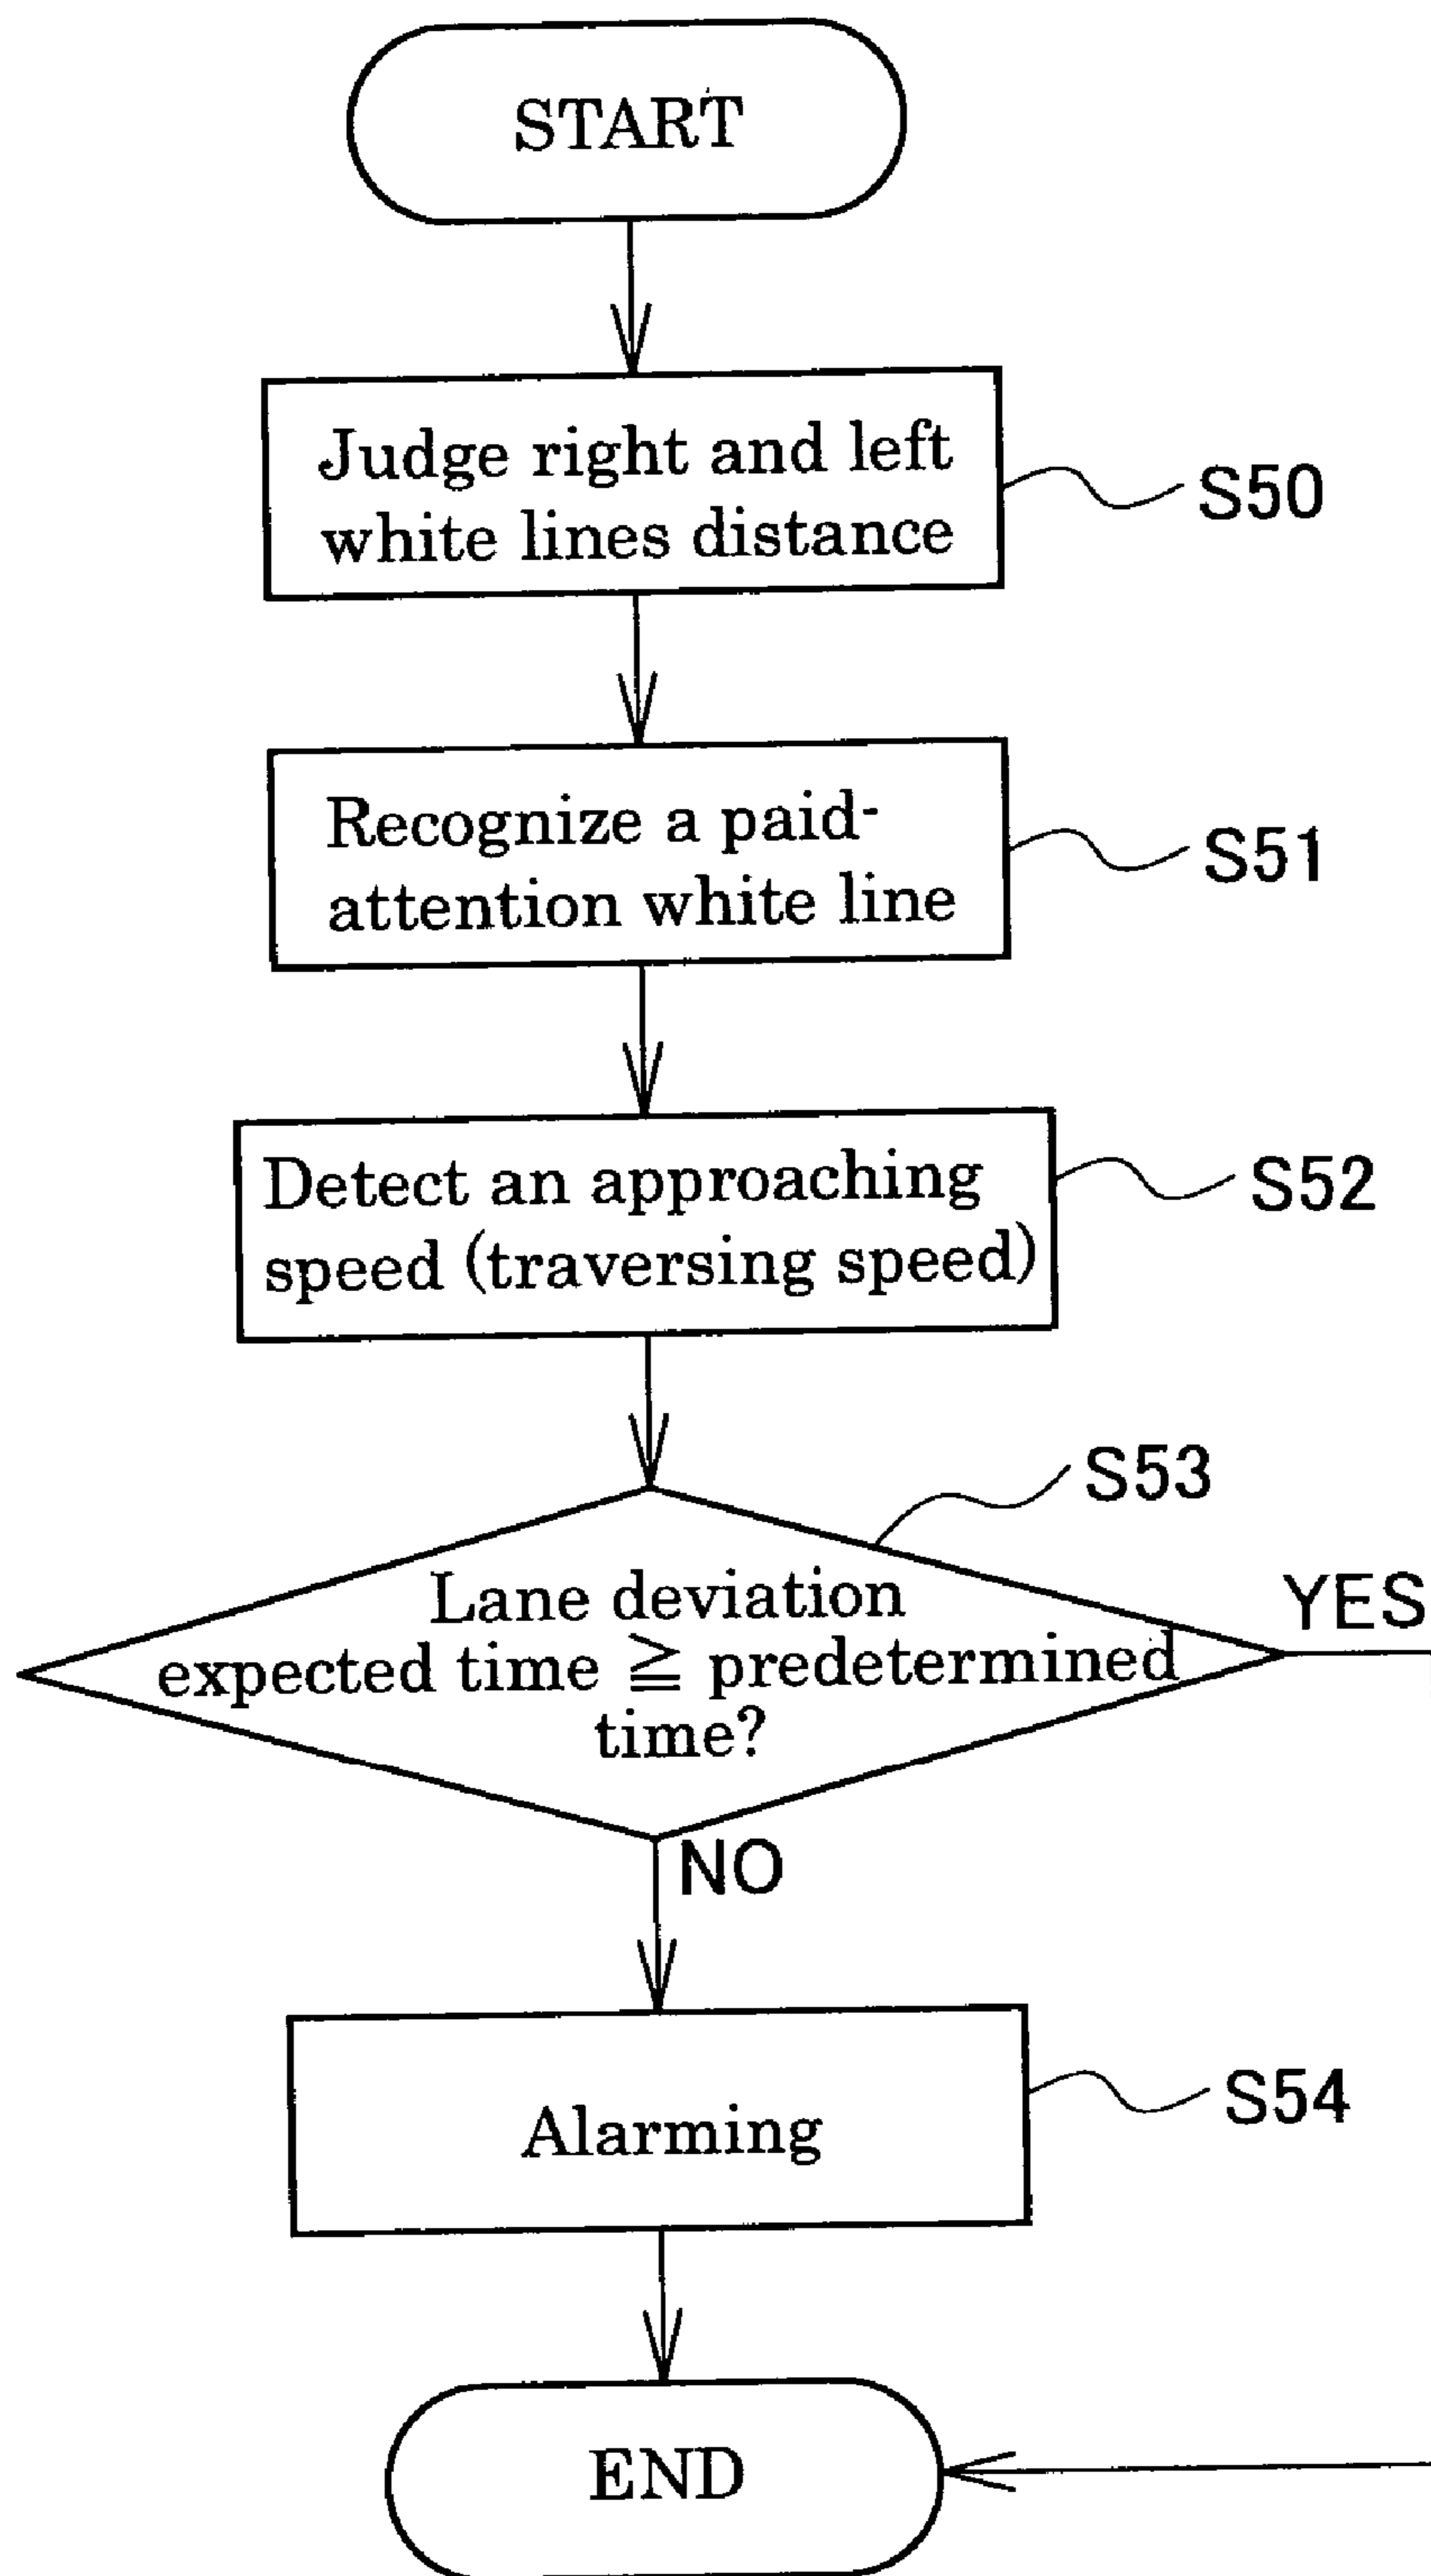 START
Judge right and left
white lines distance
S50
Recognize a paid-
attention white line
S51
Detect an approaching
speed (traversing speed)
S52
S53
Lane deviation
expected time ≧ predetermined
time?
YES
NO
Alarming
S54
END